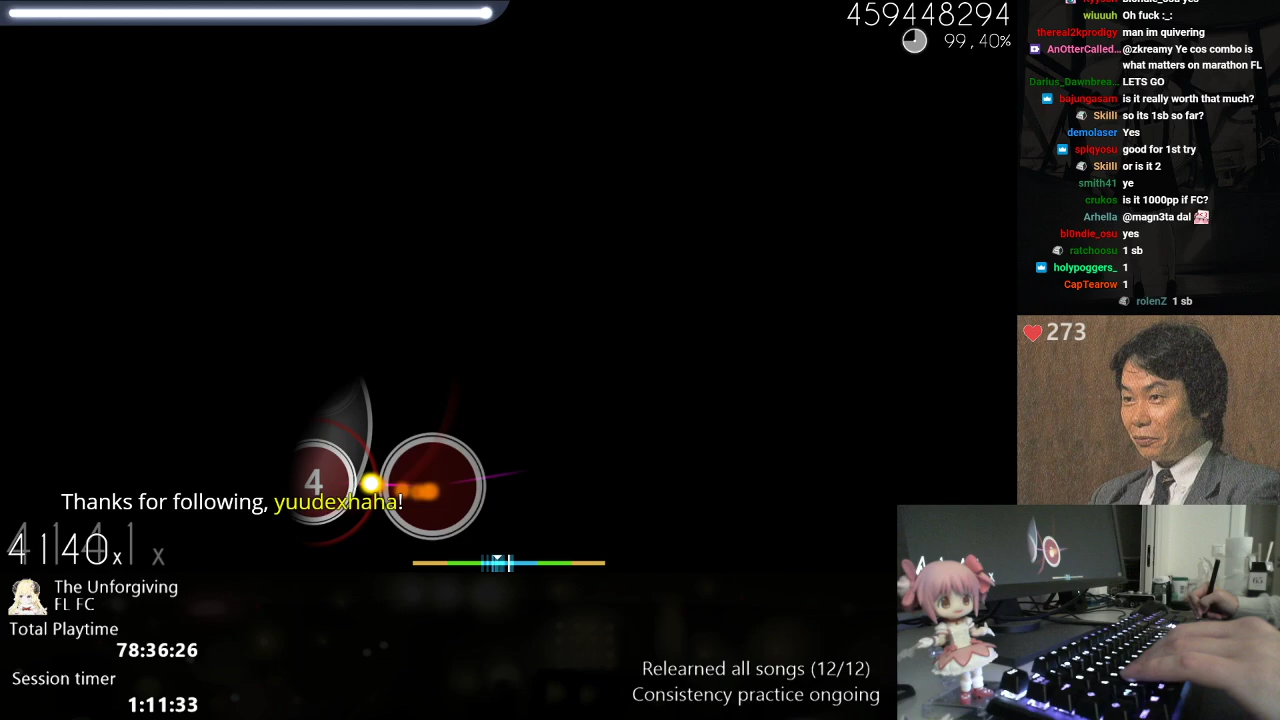 459448294
99,40%
blondie_osu yes
wiuuuh Oh fuck :_:
thereal2kprodigy man im quivering
AnOtterCalled... @zkreamy Ye cos combo is
what matters on marathon FL
Darius_Dawnbrea... LETS GO
bajungasam is it really worth that much?
Skilli so its 1sb so far?
demolaser Yes
spiqyosu good for 1st try
Skilli or is it 2
smith41 ye
crukos is it 1000pp if FC?
Arhella @magn3ta dal
bl0ndie_osu yes
ratchoosu 1 sb
holypoggers_ 1
CapTearow 1
rolenZ 1 sb
273
4
Thanks for following, yuudexhaha!
4140x
The Unforgiving
FL FC
Total Playtime
78:36:26
Session timer
1:11:33
Relearned all songs (12/12)
Consistency practice ongoing